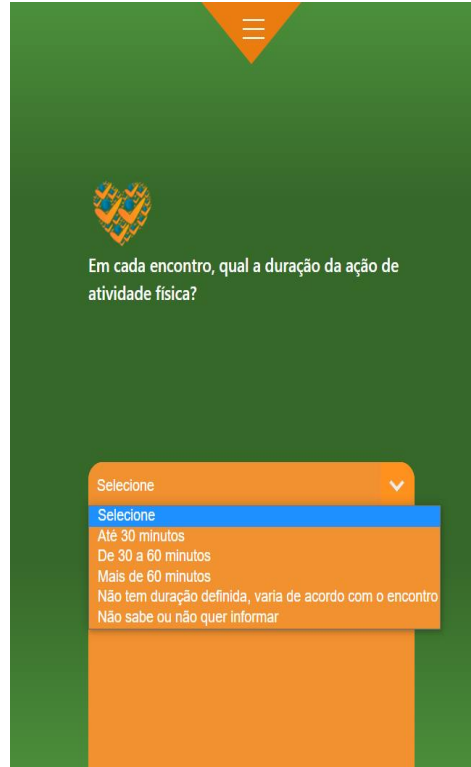 Em cada encontro, qual a duração da ação de
atividade física?
Selecione
Selecione
Até 30 minutos
De 30 a 60 minutos
Mais de 60 minutos
Não tem duração definida, varia de acordo com o encontro
Não sabe ou não quer informar